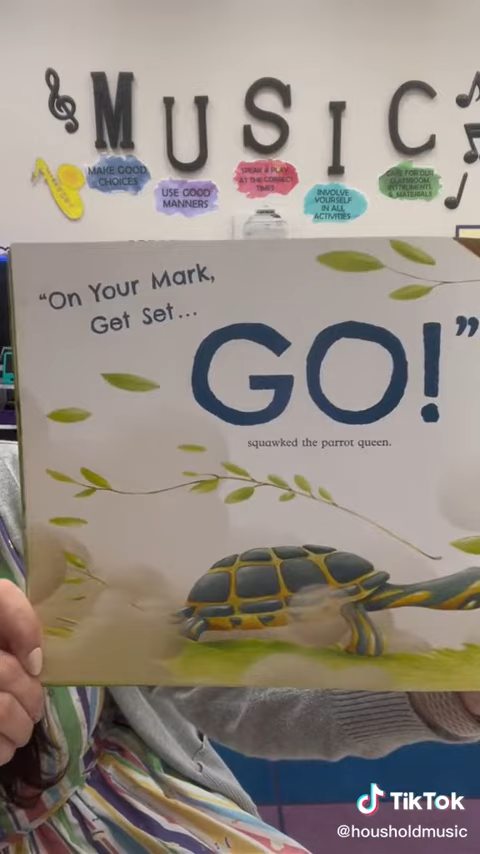 MUSIC
MAKE GOOD
CHOICES
USE GOOD
MANNERS
SPEAK & PLAY
AT THE CORRECT
TIMES
INVOLVE
YOURSELF
IN ALL
ACTIVITIES
CARE FOR OUR
CLASSROOM
INSTRUMENTS
& MATERIALS
"On Your Mark,
Get Set...
GO!"
squawked the parrot queen.
TikTok
@housholdmusic